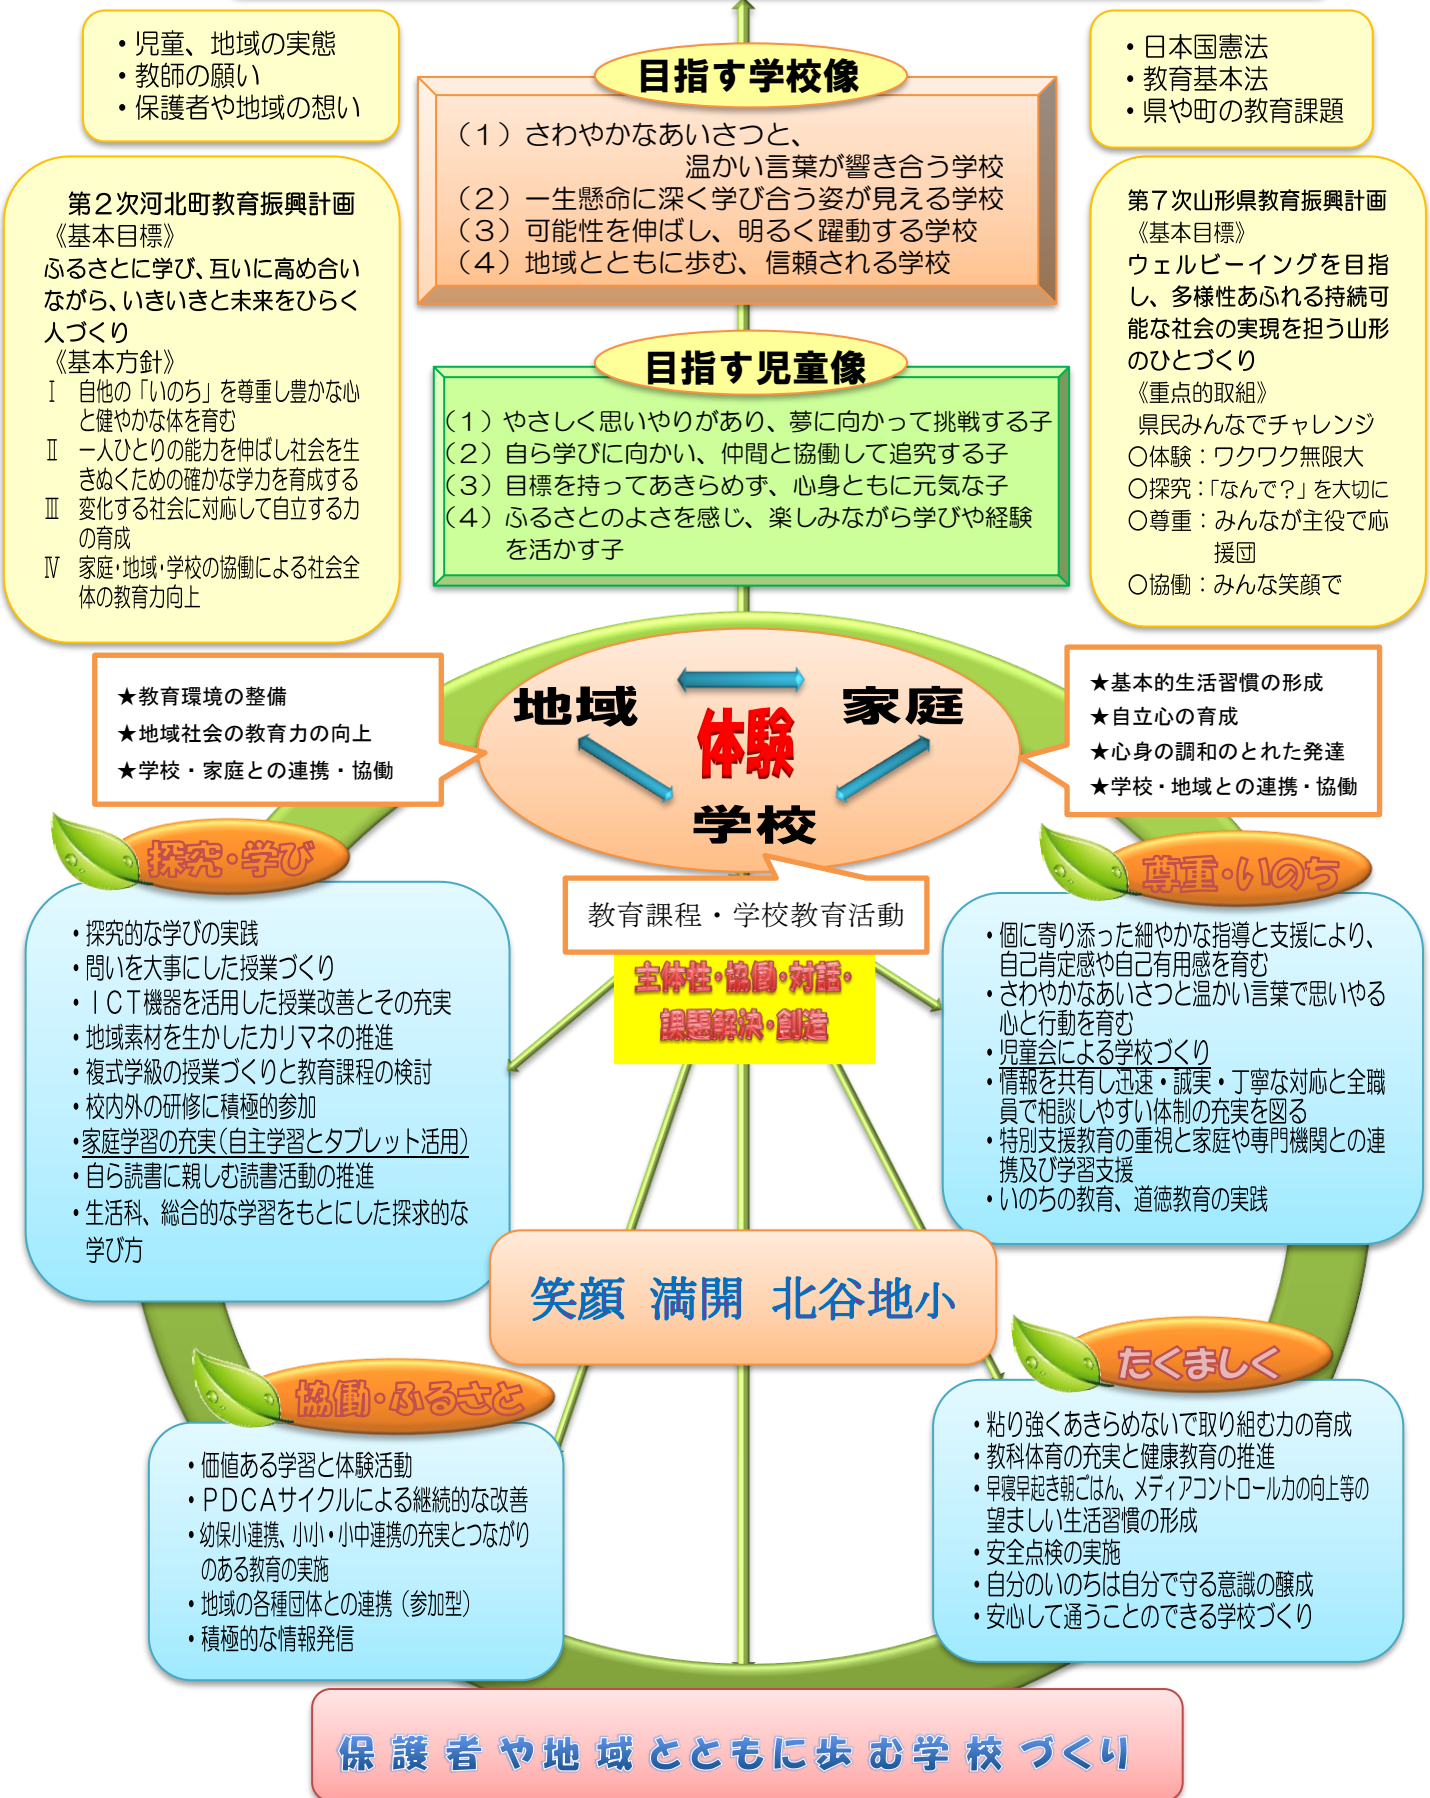 ・児童、地域の実態
・教師の願い
・保護者や地域の想い
・日本国憲法
・教育基本法
・県や町の教育課題
目指す学校像
（１）さわやかなあいさつと、
温かい言葉が響き合う学校
（２）一生懸命に深く学び合う姿が見える学校
（３）可能性を伸ばし、明るく躍動する学校
（４）地域とともに歩む、信頼される学校
第２次河北町教育振興計画
《基本目標》
ふるさとに学び、互いに高め合い
ながら、いきいきと未来をひらく
人づくり
《基本方針》
Ⅰ　自他の「いのち」を尊重し豊かな心
と健やかな体を育む
Ⅱ　一人ひとりの能力を伸ばし社会を生
きぬくための確かな学力を育成する
Ⅲ　変化する社会に対応して自立する力
の育成
Ⅳ　家庭・地域・学校の協働による社会全
体の教育力向上
第７次山形県教育振興計画
《基本目標》
ウェルビーイングを目指
し、多様性あふれる持続可
能な社会の実現を担う山形
のひとづくり
《重点的取組》
県民みんなでチャレンジ
○体験：ワクワク無限大
○探究：「なんで？」を大切に
○尊重：みんなが主役で応
援団
○協働：みんな笑顔で
目指す児童像
（１）やさしく思いやりがあり、夢に向かって挑戦する子
（２）自ら学びに向かい、仲間と協働して追究する子
（３）目標を持ってあきらめず、心身ともに元気な子
（４）ふるさとのよさを感じ、楽しみながら学びや経験
を活かす子
★教育環境の整備
★地域社会の教育力の向上
★学校・家庭との連携・協働
地域
家庭
体験
学校
★基本的生活習慣の形成
★自立心の育成
★心身の調和のとれた発達
★学校・地域との連携・協働
教育課程・学校教育活動
主体性・協働・対話・
課題解決・創造
探究・学び
・探究的な学びの実践
・問いを大事にした授業づくり
・ＩＣＴ機器を活用した授業改善とその充実
・地域素材を生かしたカリマネの推進
・複式学級の授業づくりと教育課程の検討
・校内外の研修に積極的参加
・家庭学習の充実（自主学習とタブレット活用）
・自ら読書に親しむ読書活動の推進
・生活科、総合的な学習をもとにした探求的な
学び方
尊重・いのち
・個に寄り添った細やかな指導と支援により、
自己肯定感や自己有用感を育む
・さわやかなあいさつと温かい言葉で思いやる
心と行動を育む
・児童会による学校づくり
・情報を共有し迅速・誠実・丁寧な対応と全職
員で相談しやすい体制の充実を図る
・特別支援教育の重視と家庭や専門機関との連
携及び学習支援
・いのちの教育、道徳教育の実践
笑顔 満開 北谷地小
協働・ふるさと
・価値ある学習と体験活動
・ＰＤＣＡサイクルによる継続的な改善
・幼保小連携、小小・小中連携の充実とつながり
のある教育の実施
・地域の各種団体との連携（参加型）
・積極的な情報発信
たくましく
・粘り強くあきらめないで取り組む力の育成
・教科体育の充実と健康教育の推進
・早寝早起き朝ごはん、メディアコントロール力の向上等の
望ましい生活習慣の形成
・安全点検の実施
・自分のいのちは自分で守る意識の醸成
・安心して通うことのできる学校づくり
保護者や地域とともに歩む学校づくり